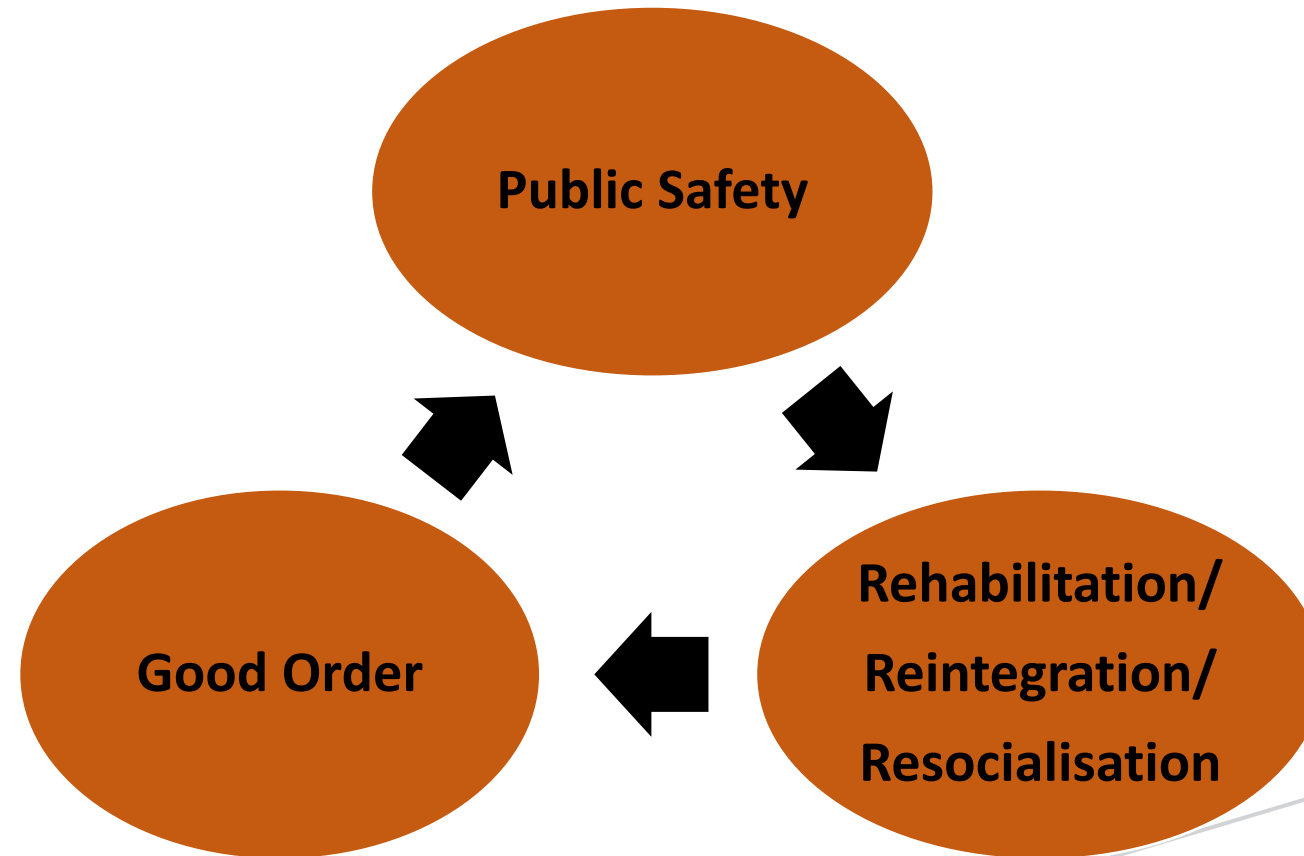 Public Safety
Rehabilitation/
Reintegration/
Resocialisation
Good Order